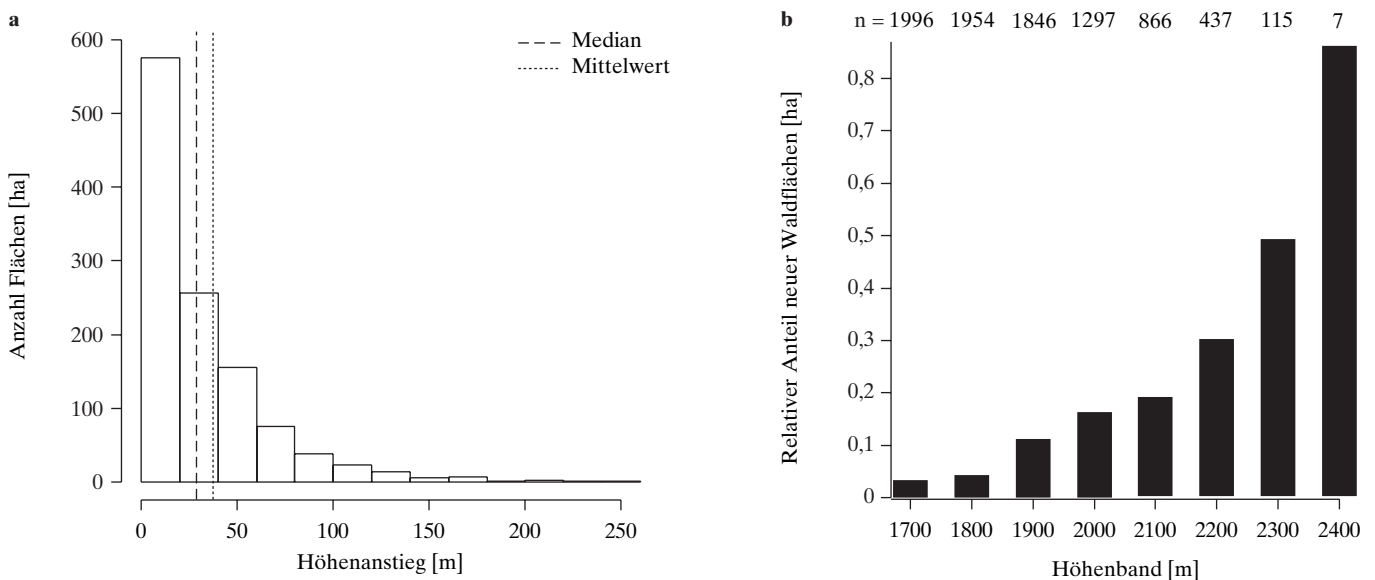 a
600
500
400
300
200
100
0
Anzahl Flächen [ha]
Median
Mittelwert
0 50 100 150 200 250
Höhenanstieg [m]
b
n = 1996 1954 1846 1297 866 437 115 7
0,8
0,7
0,6
0,5
0,4
0,3
0,2
0,1
0
Relativer Anteil neuer Waldflächen [ha]
1700 1800 1900 2000 2100 2200 2300 2400
Höhenband [m]